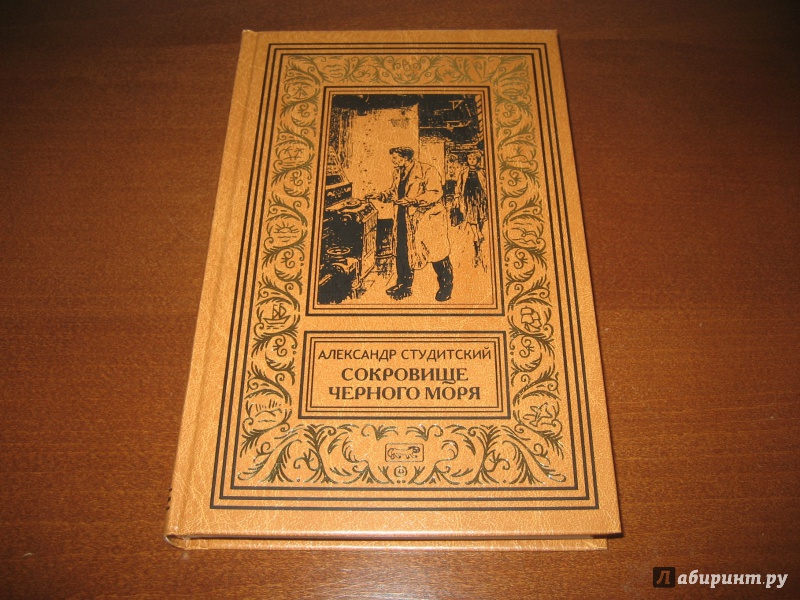 АЛЕКСАНДР СТУДИТСКИЙ
СОКРОВИЩЕ
ЧЕРНОГО МОРЯ
Лабиринт.ру